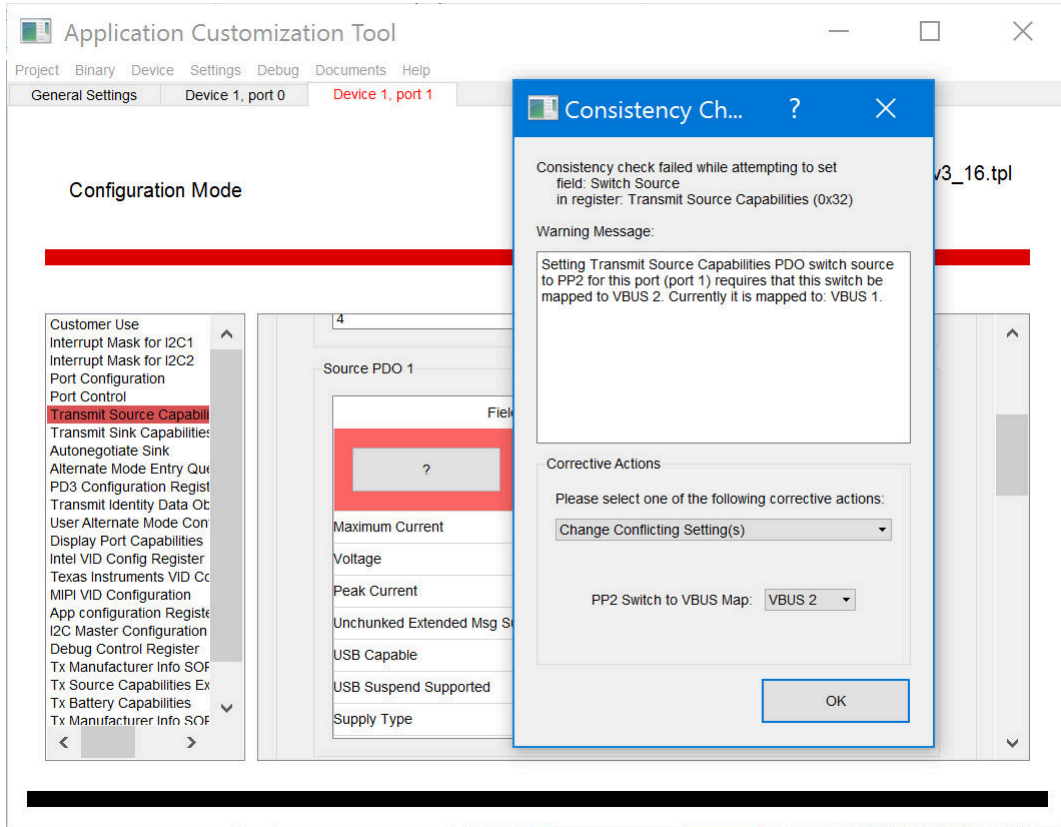 Application Customization Tool
Project Binary Device Settings Debug Documents Help
General Settings Device 1, port 0 Device 1, port 1
Configuration Mode
v3_16.tpl
Customer Use
Interrupt Mask for I2C1
Interrupt Mask for I2C2
Port Configuration
Port Control
Transmit Source Capabili
Transmit Sink Capabilities
Autonegotiate Sink
Alternate Mode Entry Que
PD3 Configuration Regist
Transmit Identity Data Ob
User Alternate Mode Con
Display Port Capabilities
Intel VID Config Register
Texas Instruments VID Co
MIPI VID Configuration
App configuration Registe
I2C Master Configuration
Debug Control Register
Tx Manufacturer Info SOP
Tx Source Capabilities Ex
Tx Battery Capabilities
Tx Manufacturer Info SOP
4
Source PDO 1
Fiel
?
Maximum Current
Voltage
Peak Current
Unchunked Extended Msg Su
USB Capable
USB Suspend Supported
Supply Type
Consistency Ch... ?
Consistency check failed while attempting to set
field: Switch Source
in register: Transmit Source Capabilities (0x32)
Warning Message:
Setting Transmit Source Capabilities PDO switch source
to PP2 for this port (port 1) requires that this switch be
mapped to VBUS 2. Currently it is mapped to: VBUS 1.
Corrective Actions
Please select one of the following corrective actions:
Change Conflicting Setting(s)
PP2 Switch to VBUS Map: VBUS 2
OK